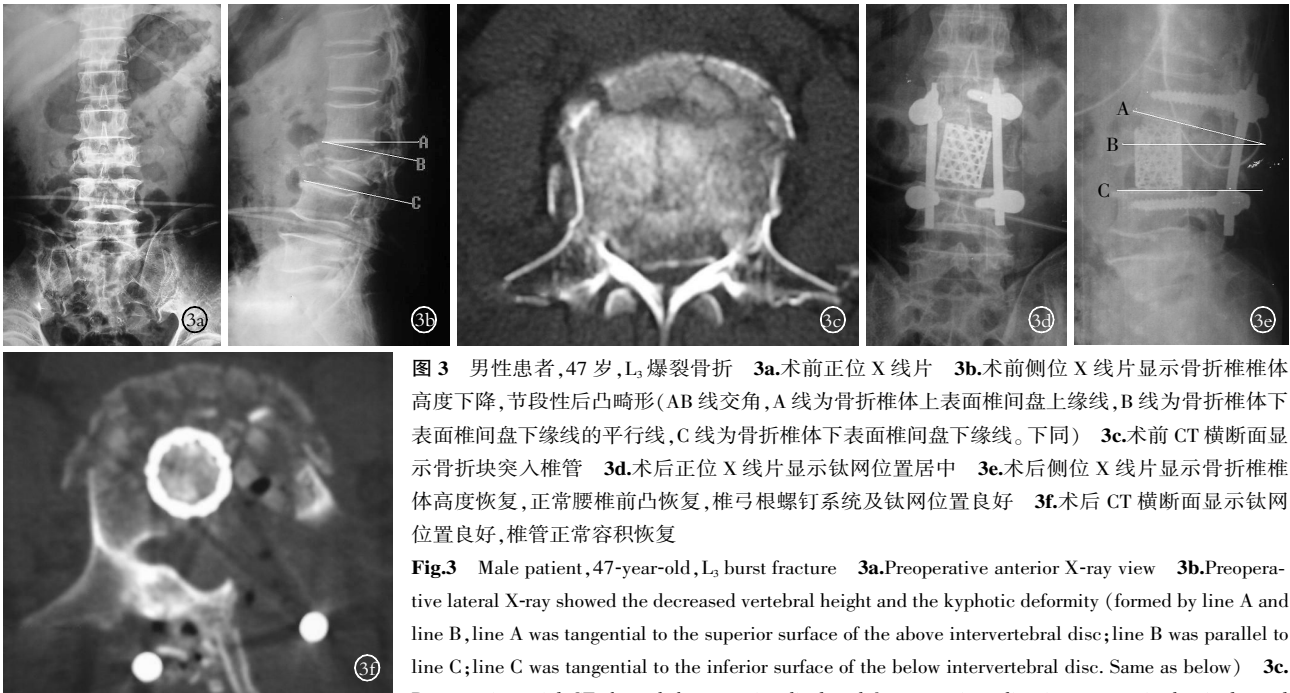 3a
A
B
C
3b
3c
3d
A
B
C
3e
3f
图 3 男性患者,47 岁,L₃ 爆裂骨折 3a.术前正位 X 线片 3b.术前侧位 X 线片显示骨折椎椎体
高度下降,节段性后凸畸形(AB 线交角,A 线为骨折椎体上表面椎间盘上缘线,B 线为骨折椎体下
表面椎间盘下缘线的平行线,C 线为骨折椎体下表面椎间盘下缘线。下同) 3c.术前 CT 横断面显
示骨折块突入椎管 3d.术后正位 X 线片显示钛网位置居中 3e.术后侧位 X 线片显示骨折椎椎
体高度恢复,正常腰椎前凸恢复,椎弓根螺钉系统及钛网位置良好 3f.术后 CT 横断面显示钛网
位置良好,椎管正常容积恢复
Fig.3 Male patient,47-year-old,L₃ burst fracture 3a.Preoperative anterior X-ray view 3b.Preopera-
tive lateral X-ray showed the decreased vertebral height and the kyphotic deformity (formed by line A and
line B,line A was tangential to the superior surface of the above intervertebral disc;line B was parallel to
line C;line C was tangential to the inferior surface of the below intervertebral disc. Same as below) 3c.